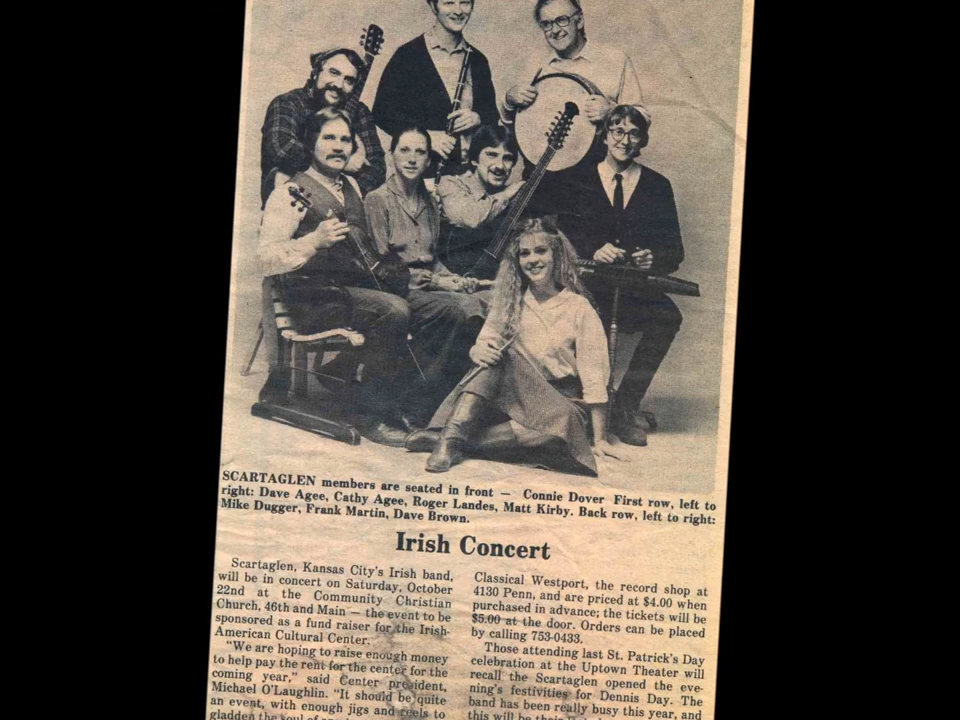 SCARTAGLEN members are seated in front — Connie Dover First row, left to
right: Dave Agee, Cathy Agee, Roger Landes, Matt Kirby. Back row, left to right:
Mike Dugger, Frank Martin, Dave Brown.
Irish Concert
Scartaglen, Kansas City's Irish band,
will be in concert on Saturday, October
22nd at the Community Christian
Church, 46th and Main — the event to be
sponsored as a fund raiser for the Irish-
American Cultural Center.
"We are hoping to raise enough money
to help pay the rent for the center for the
coming year," said Center president,
Michael O'Laughlin. "It should be quite
an event, with enough jigs and reels to
gladden the soul of
Classical Westport, the record shop at
4130 Penn, and are priced at $4.00 when
purchased in advance; the tickets will be
$5.00 at the door. Orders can be placed
by calling 753-0433.
Those attending last St. Patrick's Day
celebration at the Uptown Theater will
recall the Scartaglen opened the eve-
ning's festivities for Dennis Day. The
band has been really busy this year, and
this will be their